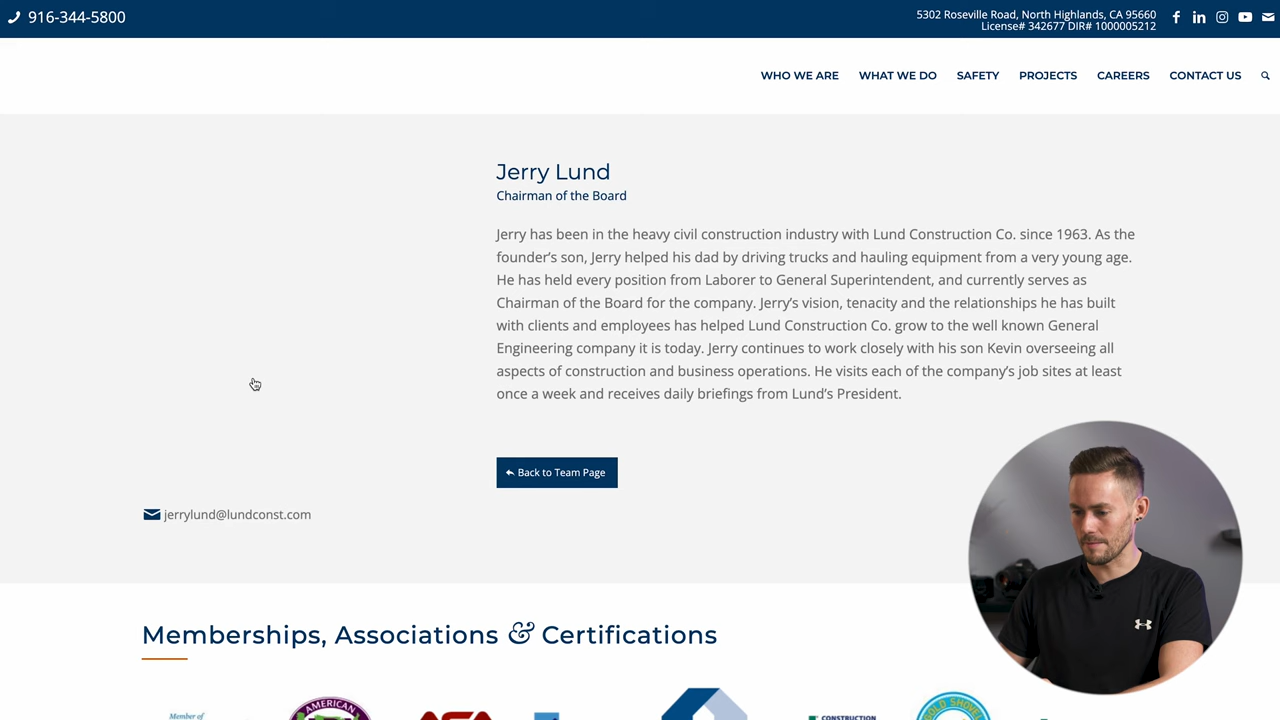 916-344-5800
5302 Roseville Road, North Highlands, CA 95660
License# 342677 DIR# 1000005212
WHO WE ARE
WHAT WE DO
SAFETY
PROJECTS
CAREERS
CONTACT US
Jerry Lund
Chairman of the Board
Jerry has been in the heavy civil construction industry with Lund Construction Co. since 1963. As the
founder’s son, Jerry helped his dad by driving trucks and hauling equipment from a very young age.
He has held every position from Laborer to General Superintendent, and currently serves as
Chairman of the Board for the company. Jerry’s vision, tenacity and the relationships he has built
with clients and employees has helped Lund Construction Co. grow to the well known General
Engineering company it is today. Jerry continues to work closely with his son Kevin overseeing all
aspects of construction and business operations. He visits each of the company’s job sites at least
once a week and receives daily briefings from Lund’s President.
Back to Team Page
jerrylund@lundconst.com
Memberships, Associations & Certifications
Member of
AMERICAN
CONSTRUCTION